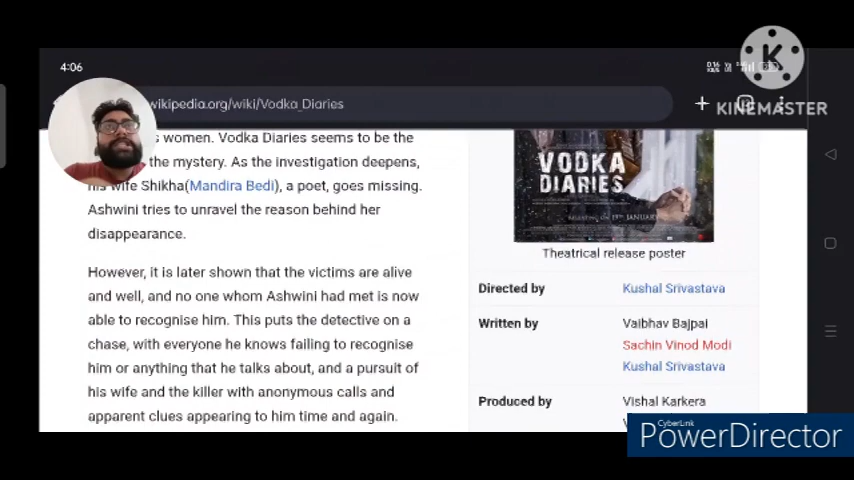 4:06
wikipedia.org/wiki/Vodka_Diaries
KINEMASTER
women. Vodka Diaries seems to be the
the mystery. As the investigation deepens,
his wife Shikha(Mandira Bedi), a poet, goes missing.
Ashwini tries to unravel the reason behind her
disappearance.
However, it is later shown that the victims are alive
and well, and no one whom Ashwini had met is now
able to recognise him. This puts the detective on a
chase, with everyone he knows failing to recognise
him or anything that he talks about, and a pursuit of
his wife and the killer with anonymous calls and
apparent clues appearing to him time and again.
VODKA
DIARIES
Theatrical release poster
Directed by Kushal Srivastava
Written by Vaibhav Bajpai
Sachin Vinod Modi
Kushal Srivastava
Produced by Vishal Karkera
CyberLink
PowerDirector